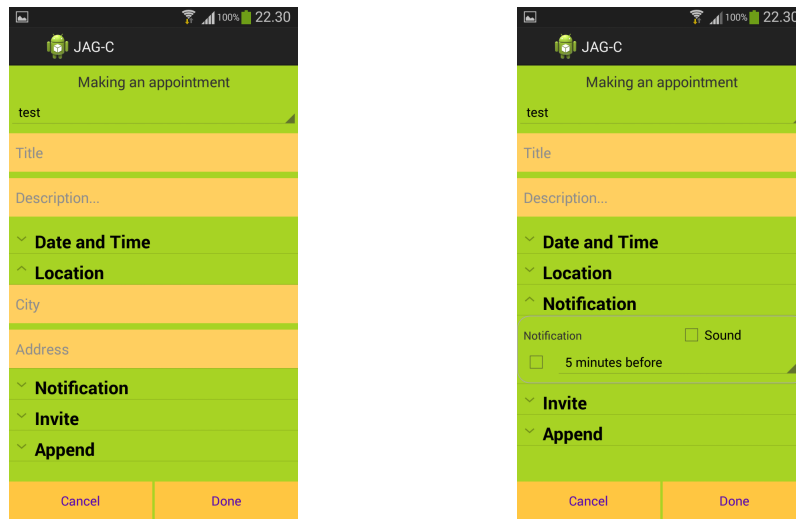 100% 22.30
JAG-C
Making an appointment
test
Title
Description...
Date and Time
Location
City
Address
Notification
Invite
Append
Cancel Done
100% 22.30
JAG-C
Making an appointment
test
Title
Description...
Date and Time
Location
Notification
Notification Sound
5 minutes before
Invite
Append
Cancel Done